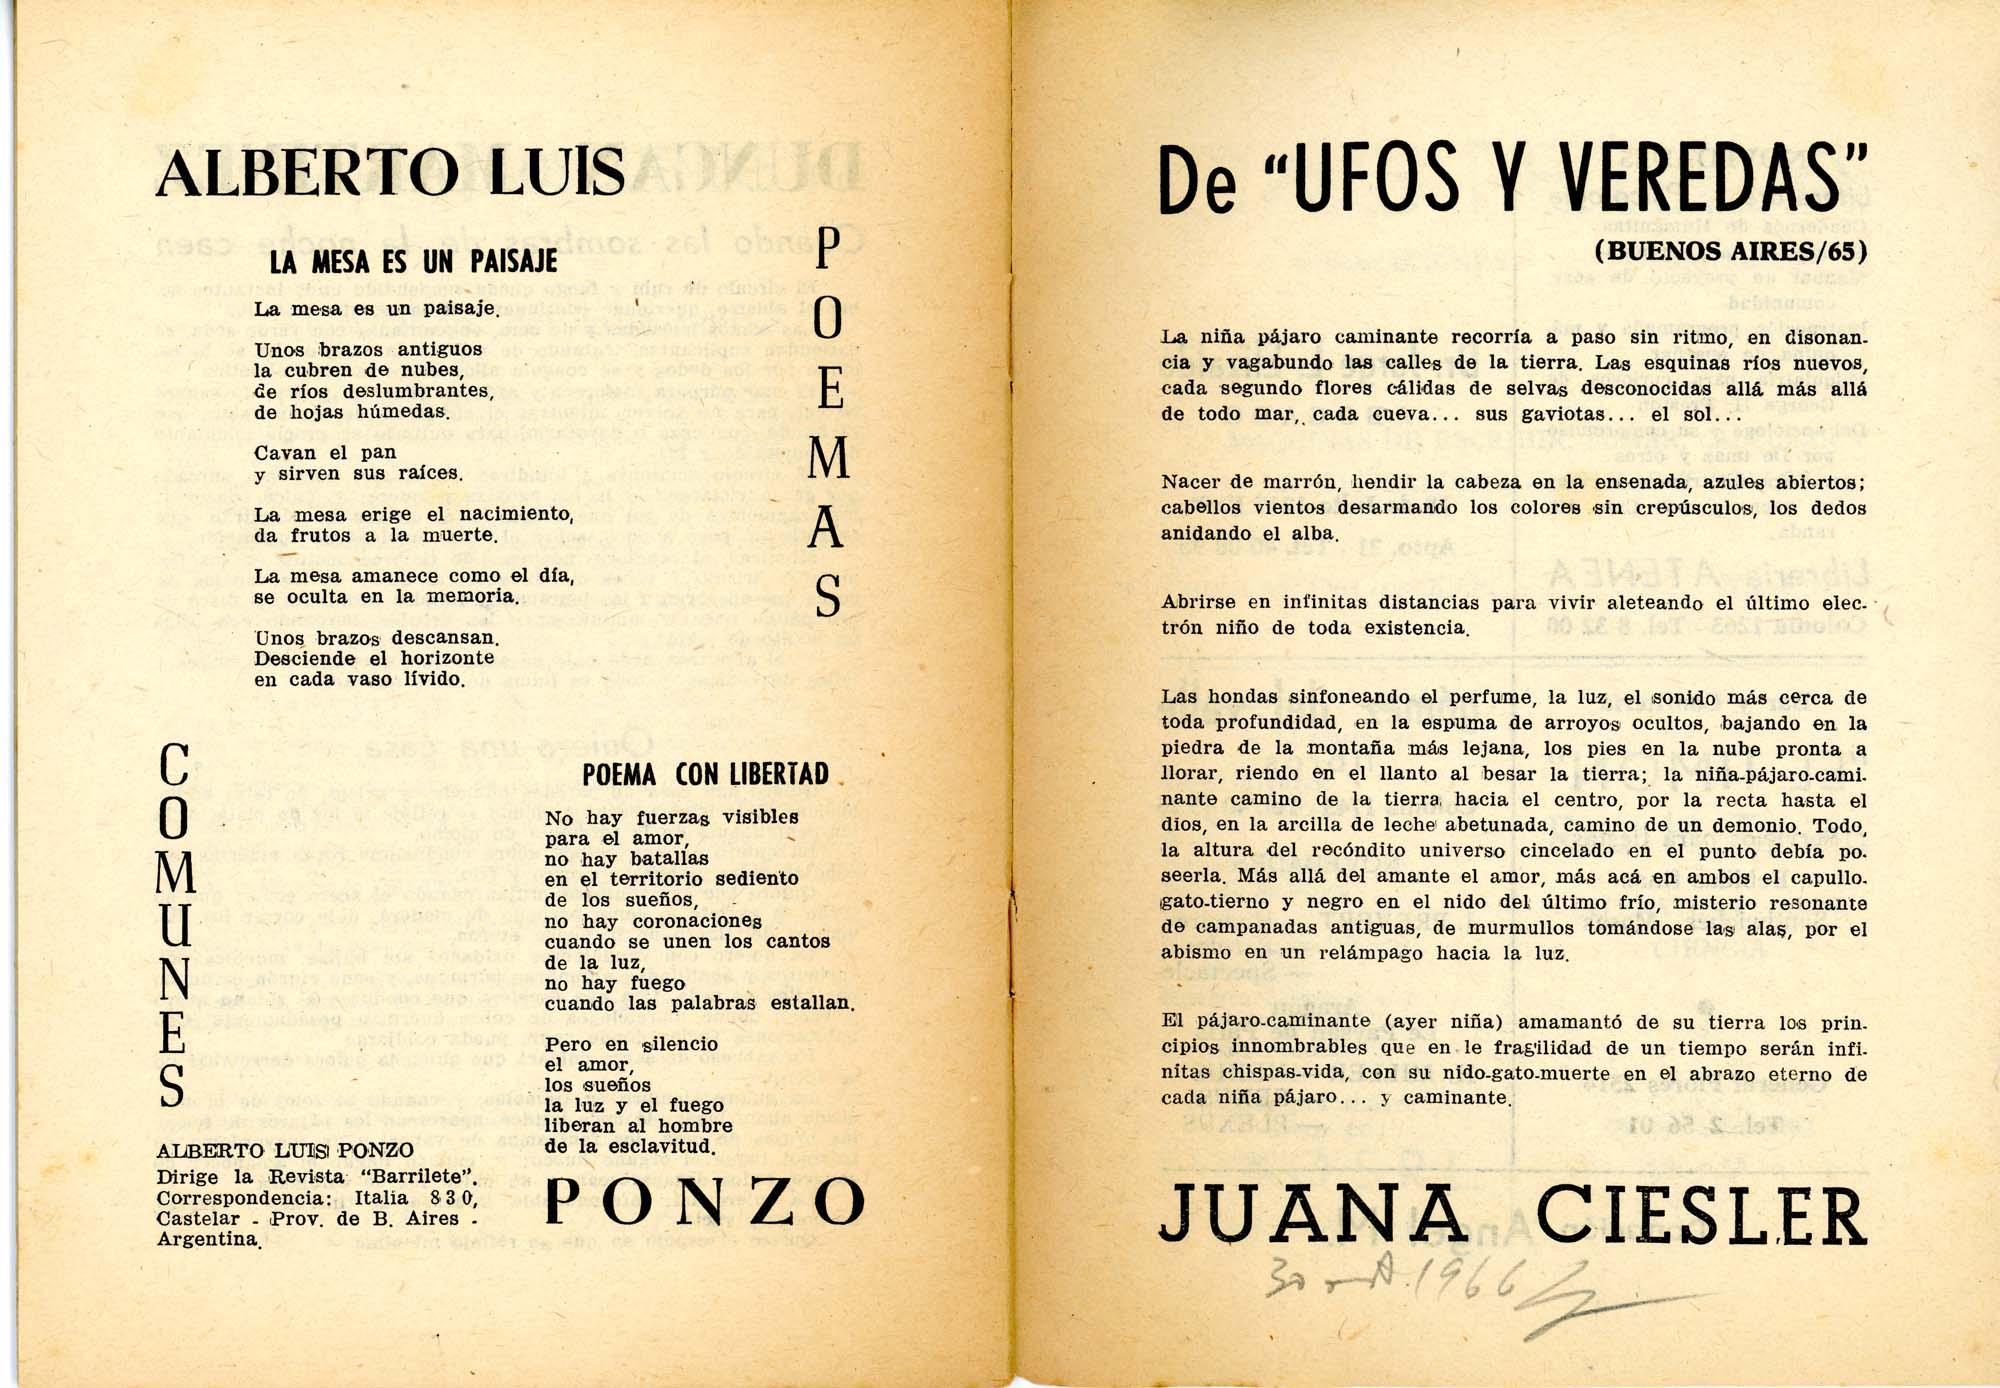 ALBERTO LUIS
POEMAS
LA MESA ES UN PAISAJE
La mesa es un paisaje.
Unos brazos antiguos
la cubren de nubes,
de ríos deslumbrantes,
de hojas húmedas.
Cavan el pan
y sirven sus raíces.
La mesa erige el nacimiento,
da frutos a la muerte.
La mesa amanece como el día,
se oculta en la memoria.
Unos brazos descansan.
Desciende el horizonte
en cada vaso lívido.
COMUNES
POEMA CON LIBERTAD
No hay fuerzas visibles
para el amor,
no hay batallas
en el territorio sediento
de los sueños,
no hay coronaciones
cuando se unen los cantos
de la luz,
no hay fuego
cuando las palabras estallan.
Pero en silencio
el amor,
los sueños
la luz y el fuego
liberan al hombre
de la esclavitud.
ALBERTO LUIS PONZO
Dirige la Revista "Barrilete".
Correspondencia: Italia 830,
Castelar - Prov. de B. Aires -
Argentina.
PONZO
De "UFOS Y VEREDAS"
(BUENOS AIRES/65)
La niña pájaro caminante recorría a paso sin ritmo, en disonan-
cia y vagabundo las calles de la tierra. Las esquinas ríos nuevos,
cada segundo flores cálidas de selvas desconocidas allá más allá
de todo mar, cada cueva... sus gaviotas... el sol...
Nacer de marrón, hendir la cabeza en la ensenada, azules abiertos;
cabellos vientos desarmando los colores sin crepúsculos, los dedos
anidando el alba.
Abrirse en infinitas distancias para vivir aleteando el último elec-
trón niño de toda existencia.
Las hondas sinfoneando el perfume, la luz, el sonido más cerca de
toda profundidad, en la espuma de arroyos ocultos, bajando en la
piedra de la montaña más lejana, los pies en la nube pronta a
llorar, riendo en el llanto al besar la tierra; la niña-pájaro-cami-
nante camino de la tierra hacia el centro, por la recta hasta el
dios, en la arcilla de leche abetunada, camino de un demonio. Todo,
la altura del recóndito universo cincelado en el punto debía po-
seerla. Más allá del amante el amor, más acá en ambos el capullo-
gato-tierno y negro en el nido del último frío, misterio resonante
de campanadas antiguas, de murmullos tomándose las alas, por el
abismo en un relámpago hacia la luz.
El pájaro-caminante (ayer niña) amamantó de su tierra los prin-
cipios innombrables que en le fragilidad de un tiempo serán infi-
nitas chispas-vida, con su nido-gato-muerte en el abrazo eterno de
cada niña pájaro... y caminante.
JUANA CIESLER
30 1966